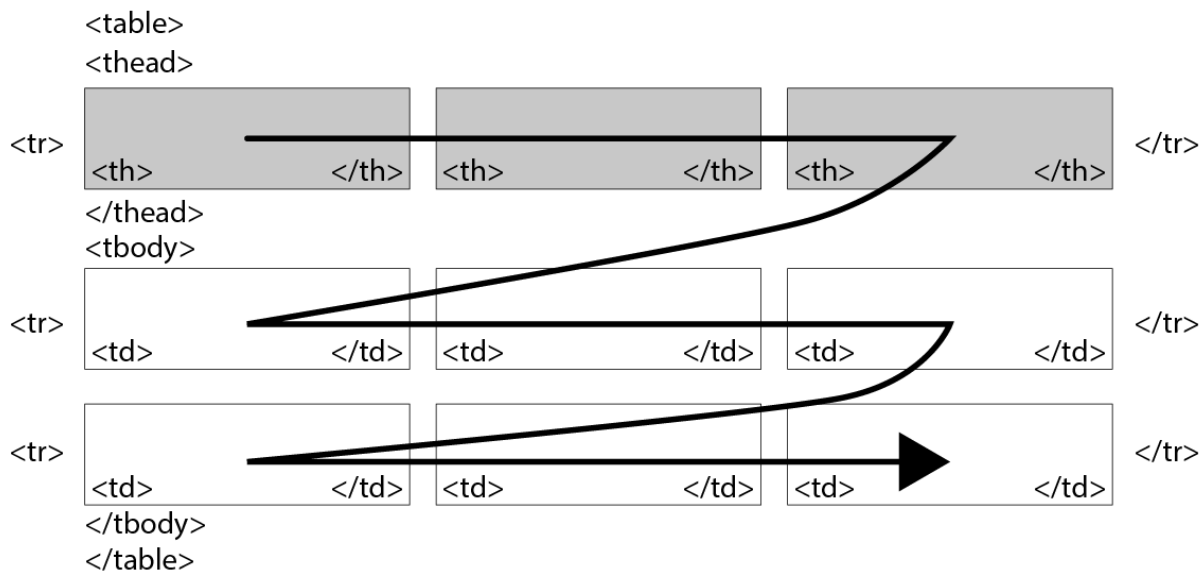 <table>
<thead>
<tr> <th> </th> <th> </th> <th> </th> </tr>
</thead>
<tbody>
<tr> <td> </td> <td> </td> <td> </td> </tr>
<tr> <td> </td> <td> </td> <td> </td> </tr>
</tbody>
</table>